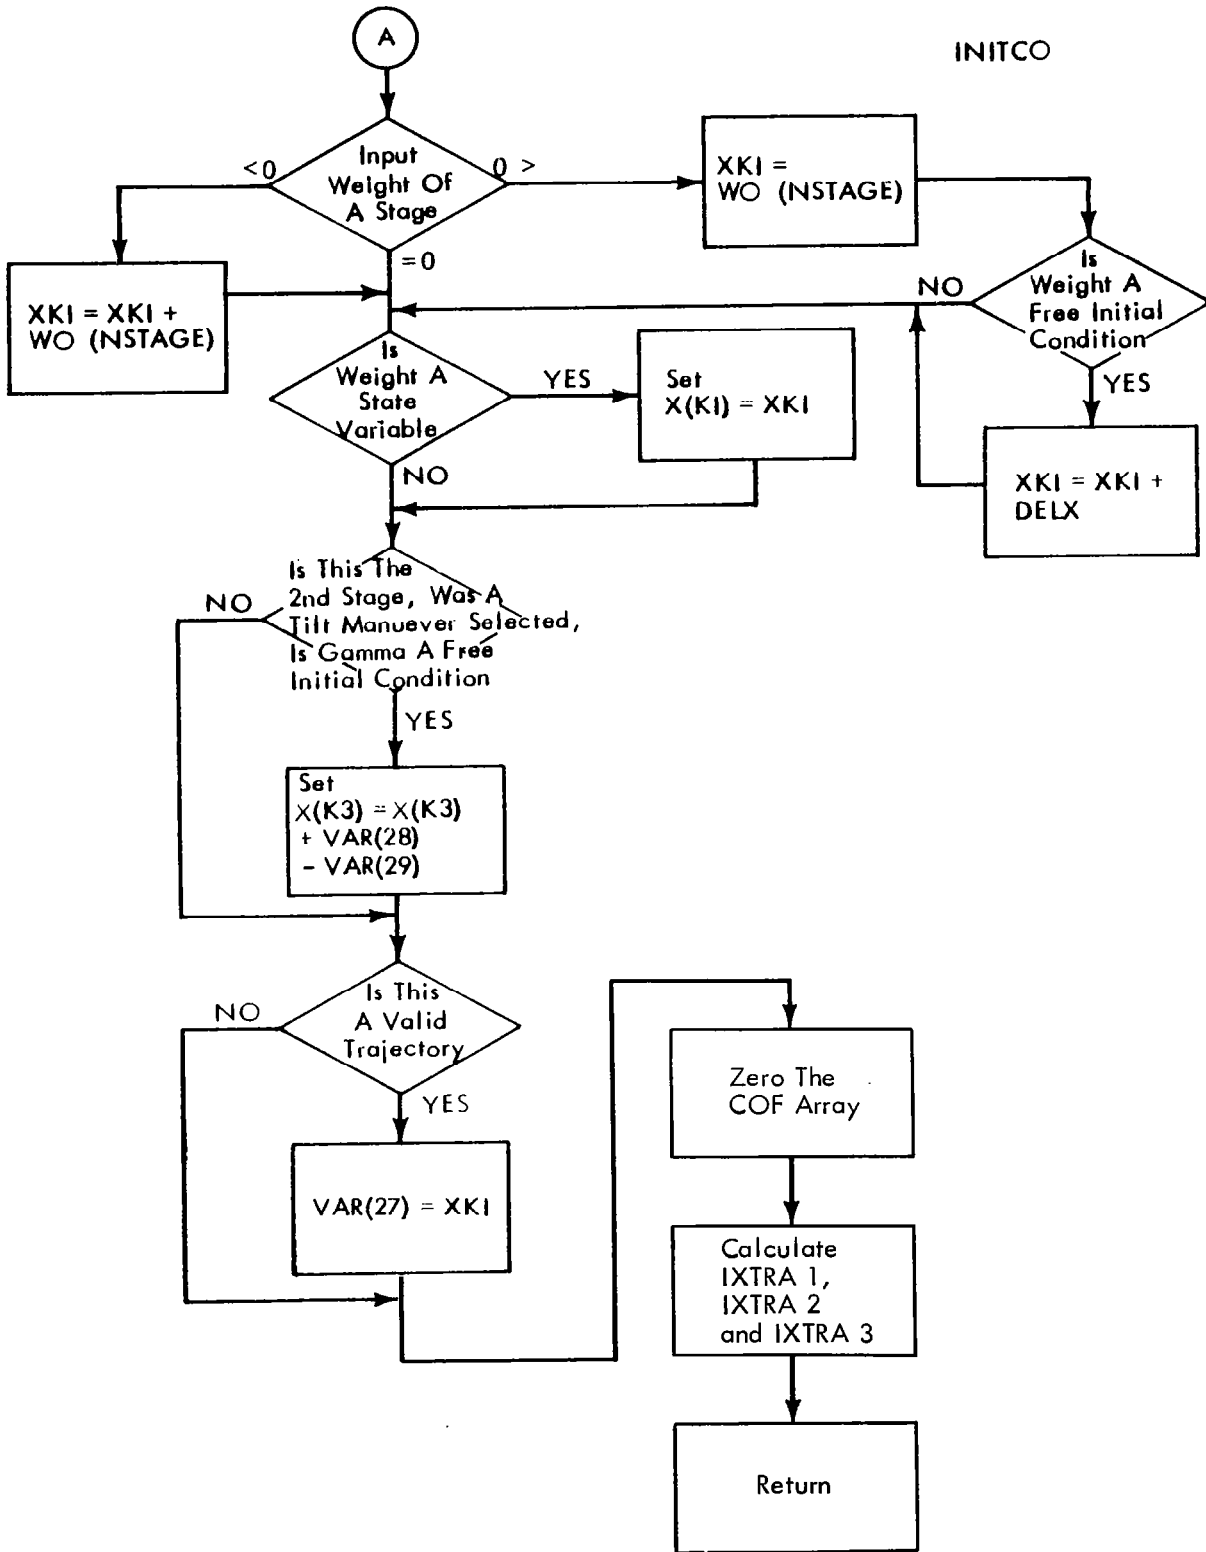 A
INITCO
<0
Input
Weight Of
A Stage
0 >
=0
XKI =
WO (NSTAGE)
XKI = XKI +
WO (NSTAGE)
Is
Weight A
Free Initial
Condition
NO
YES
XKI = XKI +
DELX
Is
Weight A
State
Variable
YES
NO
Set
X(KI) = XKI
Is This The
2nd Stage, Was A
Tilt Manuever Selected,
Is Gamma A Free
Initial Condition
NO
YES
Set
X(K3) = X(K3)
+ VAR(28)
- VAR(29)
Is This
A Valid
Trajectory
NO
YES
VAR(27) = XKI
Zero The
COF Array
Calculate
IXTRA 1,
IXTRA 2
and IXTRA 3
Return